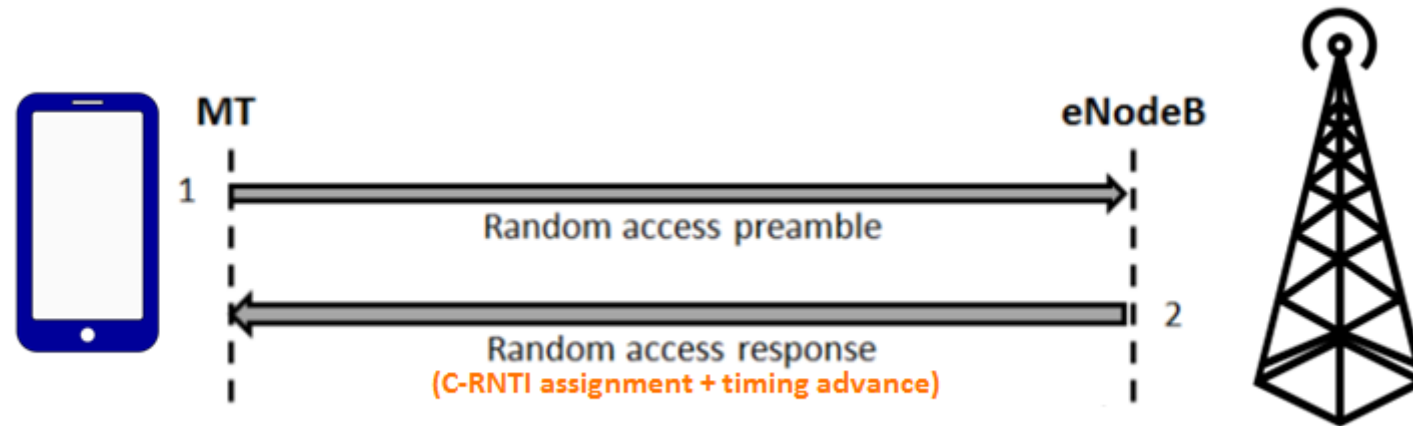 MT
eNodeB
1
Random access preamble
2
Random access response
(C-RNTI assignment + timing advance)